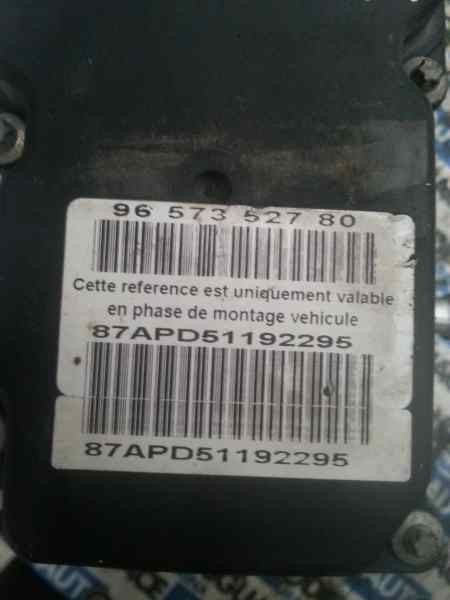 96 573 527 80
Cette reference est uniquement valable
en phase de montage vehicule
87APD51192295
87APD51192295